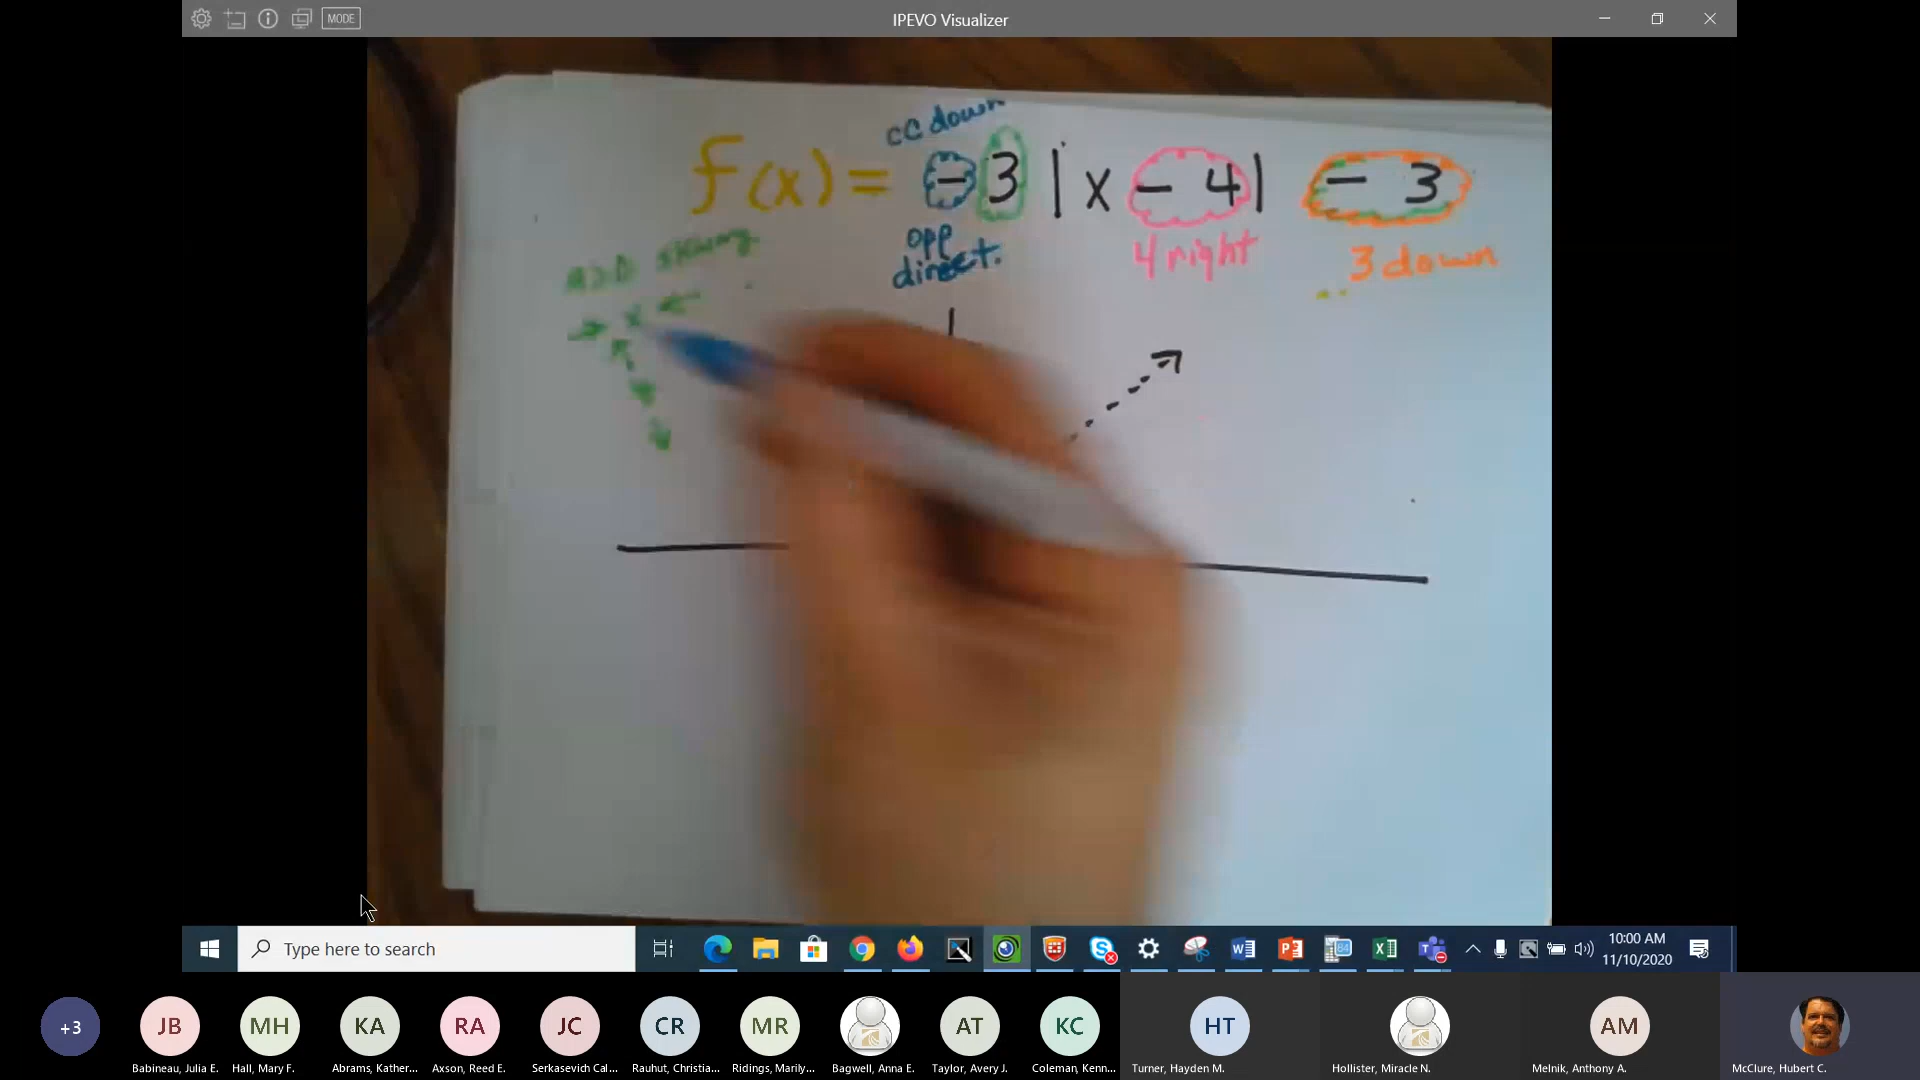 IPEVO Visualizer
MODE
cc down
f(x) = - 3 |x - 4| - 3
opp
direct.
4 right
3 down
skinny
x
Type here to search
10:00 AM
11/10/2020
+3
JB
MH
KA
RA
JC
CR
MR
AT
KC
HT
AM
Babineau, Julia E.
Hall, Mary F.
Abrams, Kather...
Axson, Reed E.
Serkasevich Cal...
Rauhut, Christia...
Ridings, Marily...
Bagwell, Anna E.
Taylor, Avery J.
Coleman, Kenn...
Turner, Hayden M.
Hollister, Miracle N.
Melnik, Anthony A.
McClure, Hubert C.